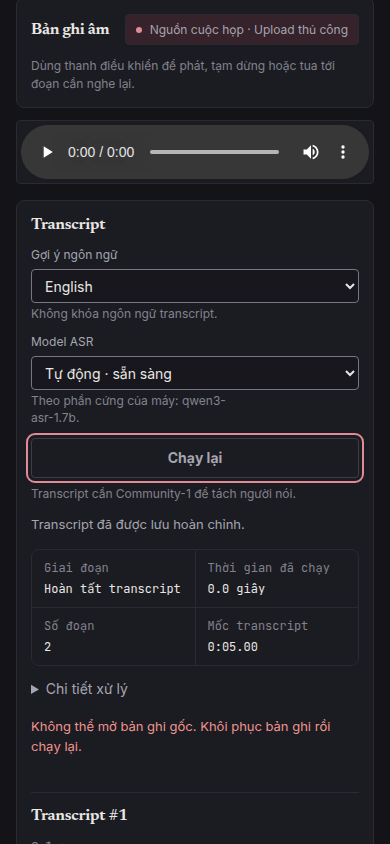 Bản ghi âm
Nguồn cuộc họp · Upload thủ công
Dùng thanh điều khiển để phát, tạm dừng hoặc tua tới
đoạn cần nghe lại.
0:00 / 0:00
Transcript
Gợi ý ngôn ngữ
English
Không khóa ngôn ngữ transcript.
Model ASR
Tự động · sẵn sàng
Theo phần cứng của máy: qwen3-
asr-1.7b.
Chạy lại
Transcript cần Community-1 để tách người nói.
Transcript đã được lưu hoàn chỉnh.
Giai đoạn
Thời gian đã chạy
Hoàn tất transcript
0.0 giây
Số đoạn
Mốc transcript
2
0:05.00
Chi tiết xử lý
Không thể mở bản ghi gốc. Khôi phục bản ghi rồi
chạy lại.
Transcript #1